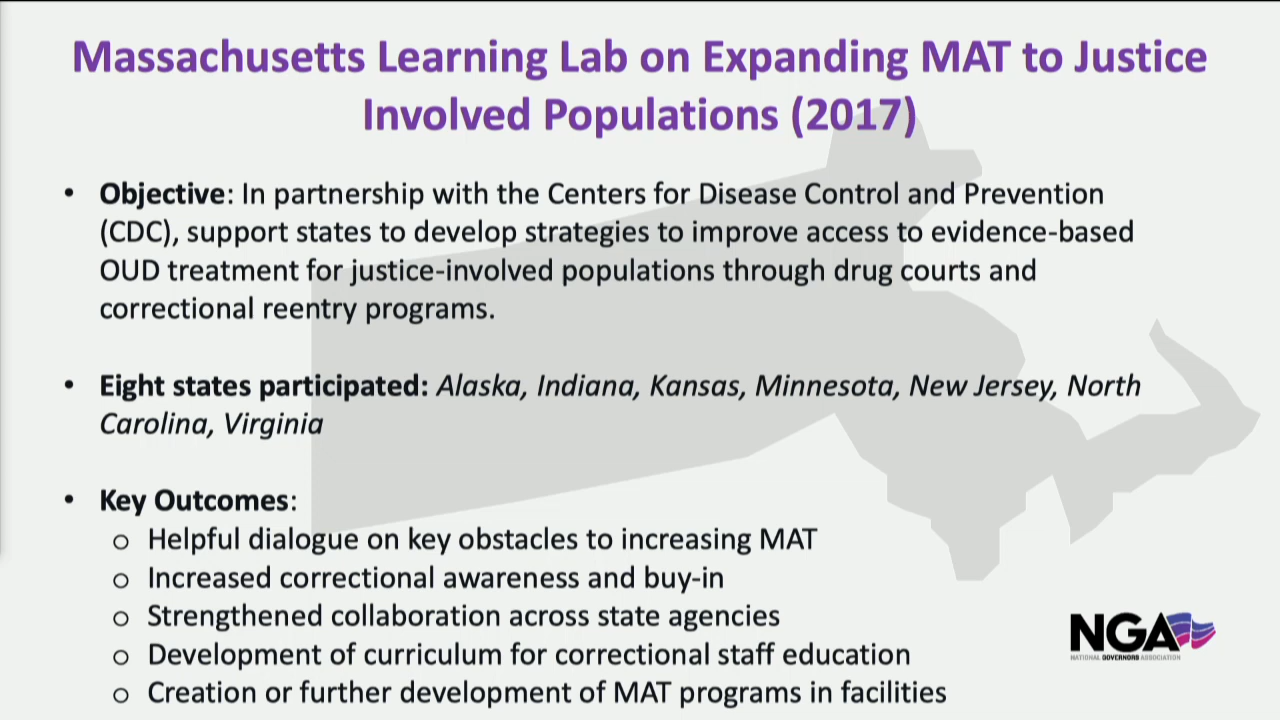 Massachusetts Learning Lab on Expanding MAT to Justice
Involved Populations (2017)
• Objective: In partnership with the Centers for Disease Control and Prevention
(CDC), support states to develop strategies to improve access to evidence-based
OUD treatment for justice-involved populations through drug courts and
correctional reentry programs.
• Eight states participated: Alaska, Indiana, Kansas, Minnesota, New Jersey, North
Carolina, Virginia
• Key Outcomes:
o Helpful dialogue on key obstacles to increasing MAT
o Increased correctional awareness and buy-in
o Strengthened collaboration across state agencies
o Development of curriculum for correctional staff education
o Creation or further development of MAT programs in facilities
NGA
NATIONAL GOVERNORS ASSOCIATION